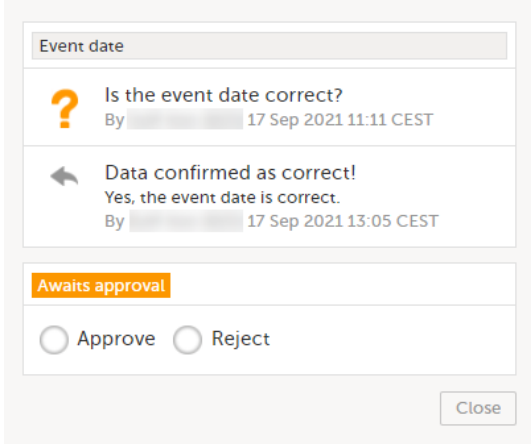 Event date
Is the event date correct?
By 17 Sep 2021 11:11 CEST
Data confirmed as correct!
Yes, the event date is correct.
By 17 Sep 2021 13:05 CEST
Awaits approval
Approve Reject
Close